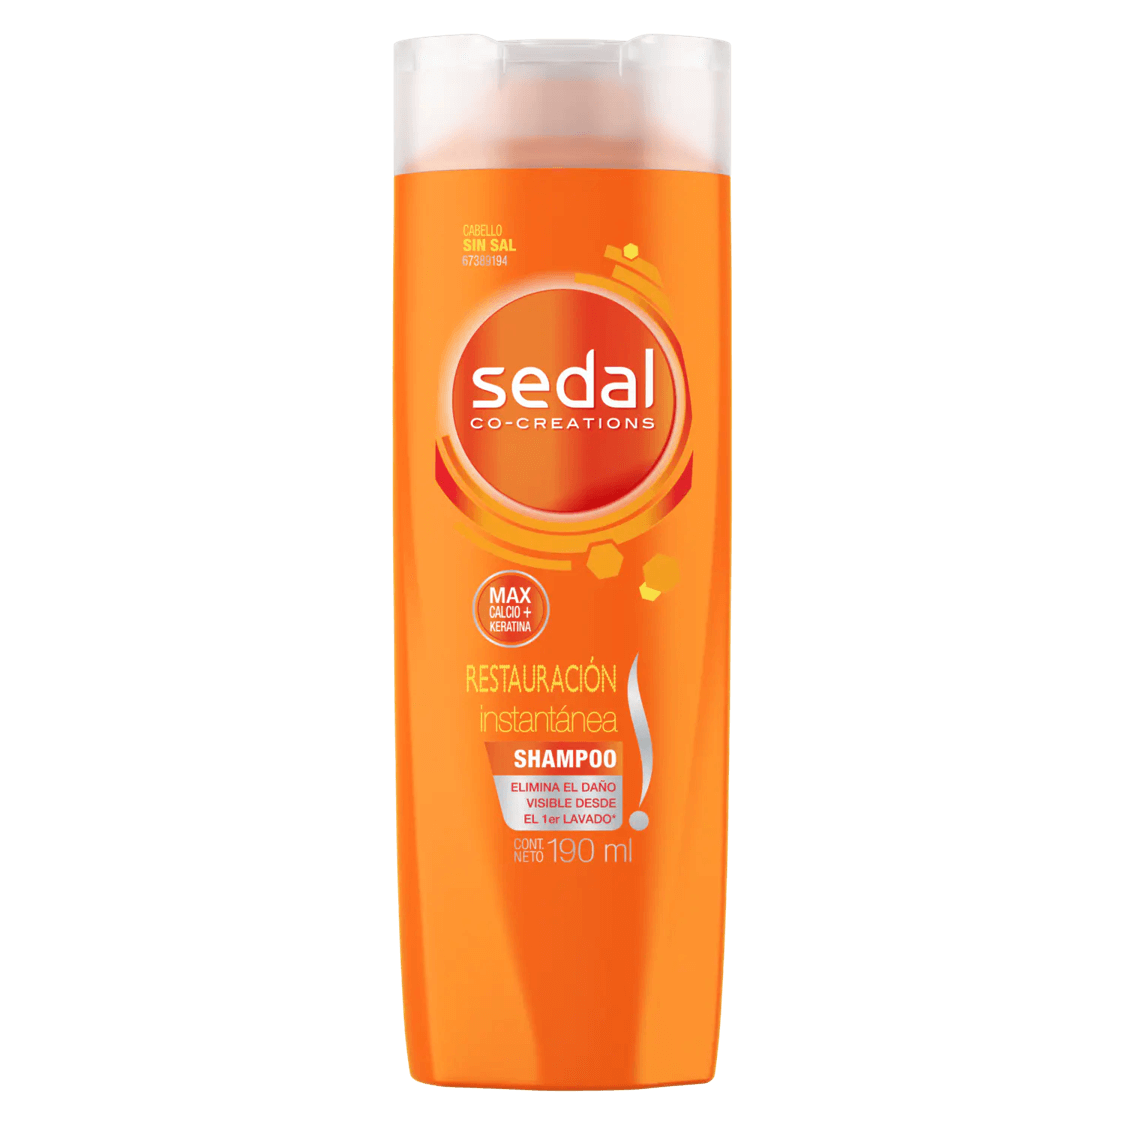 CABELLO
SIN SAL
67389194
sedal
CO-CREATIONS
MAX
CALCIO +
KERATINA
RESTAURACIÓN
instantánea
SHAMPOO
ELIMINA EL DAÑO
VISIBLE DESDE
EL 1er LAVADO*
CONT.
NETO 190 ml